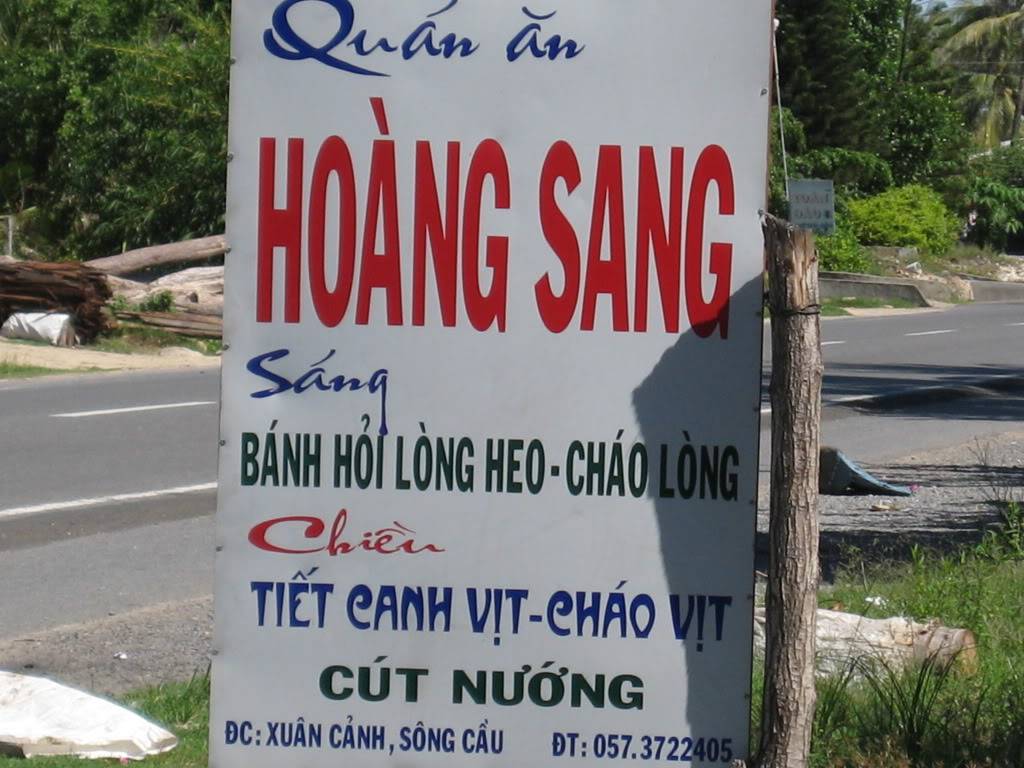 Quán ăn
HOÀNG SANG
Sáng
BÁNH HỎI LÒNG HEO-CHÁO LÒNG
Chiều
TIẾT CANH VỊT-CHÁO VỊT
CÚT NƯỚNG
ĐC: XUÂN CẢNH, SÔNG CẦU ĐT: 057.3722405